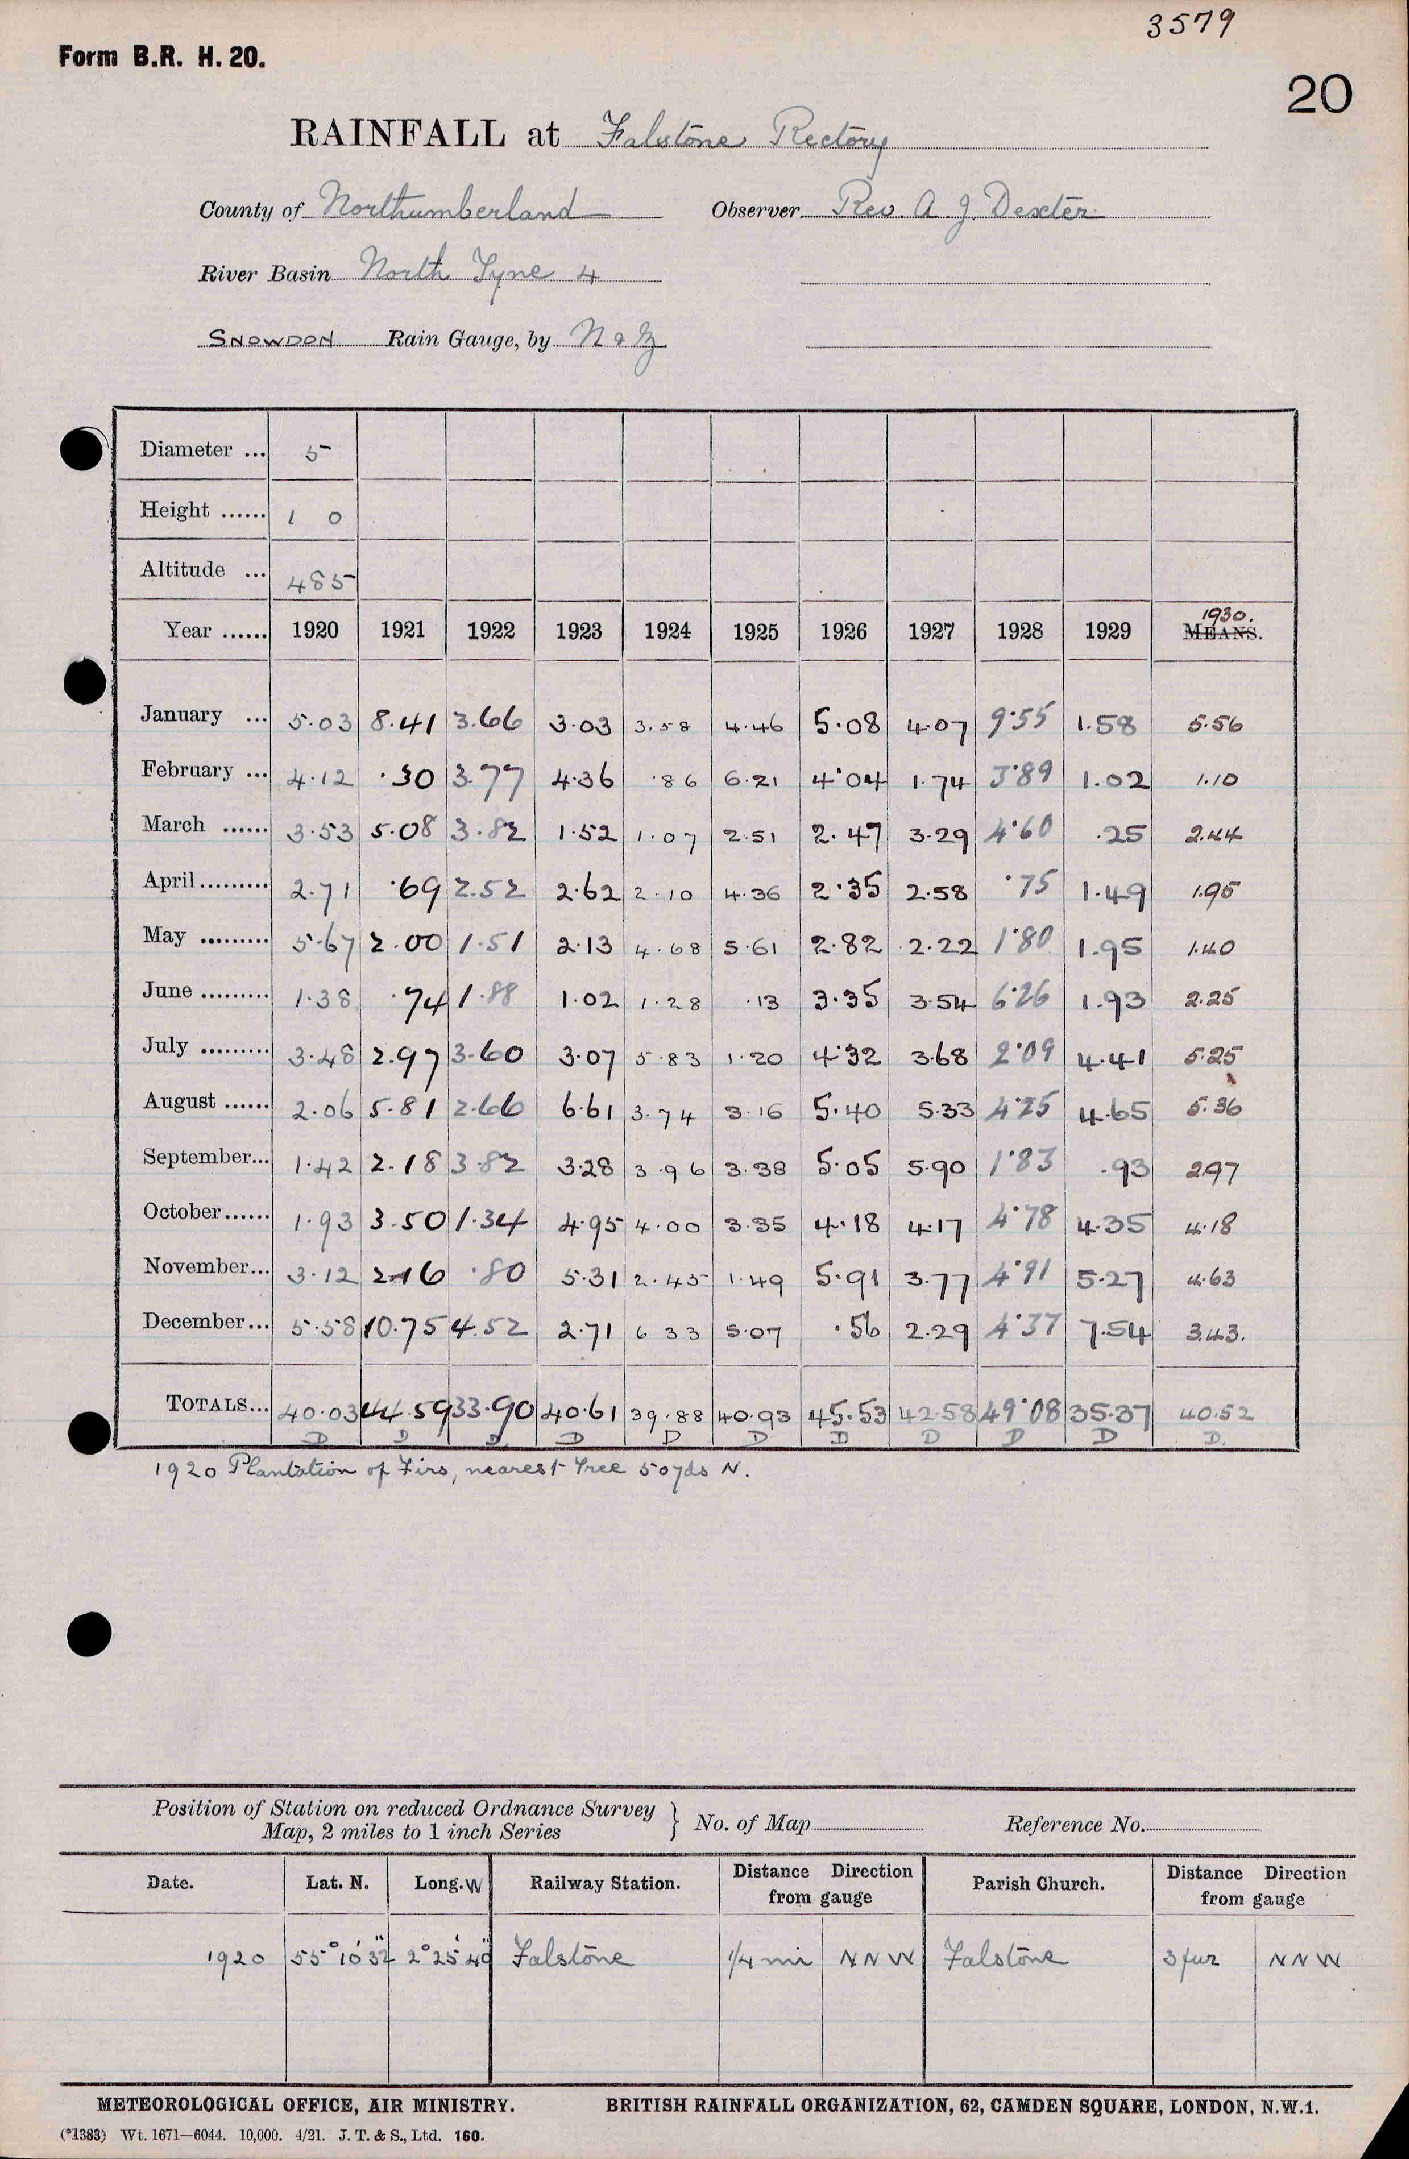 3579
Form B.R. H. 20.
20
RAINFALL at Falstone Rectory
County of Northumberland Observer Rev. A. J. Dexter
River Basin North Tyne 4
SNOWDON Rain Gauge, by N & Z
Diameter ... 5
Height ...... 1 0
Altitude ... 485
1930.
Year ...... 1920 1921 1922 1923 1924 1925 1926 1927 1928 1929 MEANS.
January ... 5.03 8.41 3.66 3.03 3.58 4.46 5.08 4.07 9.55 1.58 5.56
February ... 4.12 .30 3.77 4.36 .86 6.21 4.04 1.74 3.89 1.02 1.10
March ...... 3.53 5.08 3.82 1.52 1.07 2.51 2.47 3.29 4.60 .25 2.44
April ......... 2.71 .69 2.52 2.62 2.10 4.36 2.35 2.58 .75 1.49 1.95
May ......... 5.67 2.00 1.51 2.13 4.68 5.61 2.82 2.22 1.80 1.95 1.40
June ......... 1.38 .74 1.88 1.02 1.28 .13 3.35 3.54 6.26 1.93 2.25
July ......... 3.48 2.97 3.60 3.07 5.83 1.20 4.32 3.68 2.09 4.41 5.25
August ...... 2.06 5.81 2.66 6.61 3.74 3.16 5.40 5.33 4.25 4.65 5.36
September... 1.42 2.18 3.82 3.28 3.96 3.38 5.05 5.90 1.83 .93 2.97
October...... 1.93 3.50 1.34 4.95 4.00 3.35 4.18 4.17 4.78 4.35 4.18
November... 3.12 2.16 .80 5.31 2.45 1.49 5.91 3.77 4.91 5.27 4.63
December... 5.58 10.75 4.52 2.71 6.33 5.07 .56 2.29 4.37 7.54 3.43.
TOTALS... 40.03 44.59 33.90 40.61 39.88 40.93 45.53 42.58 49.08 35.37 40.52
D D D D D D D D D D D.
1920 Plantation of Firs, nearest tree 50yds N.
Position of Station on reduced Ordnance Survey
Map, 2 miles to 1 inch Series } No. of Map Reference No.
Date. Lat. N. Long. W Railway Station. Distance Direction from gauge Parish Church. Distance Direction from gauge
1920 55° 10' 32" 2° 25' 40" Falstone 1/4 mi NNW Falstone 3 fur NNW
METEOROLOGICAL OFFICE, AIR MINISTRY. BRITISH RAINFALL ORGANIZATION, 62, CAMDEN SQUARE, LONDON, N.W.1.
(*1383) Wt. 1671—6044. 10,000. 4/21. J. T. & S., Ltd. 160.